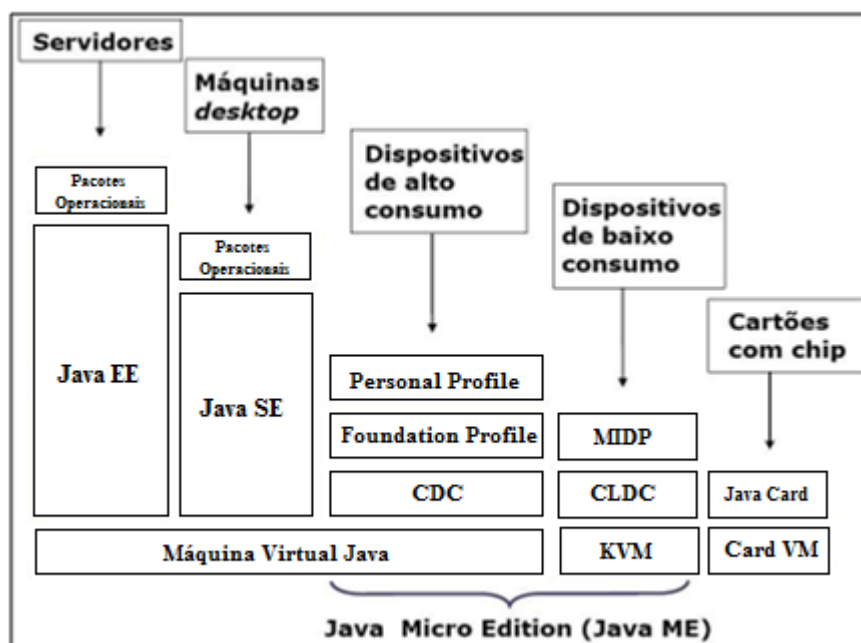 Servidores
Máquinas
desktop
Dispositivos
de alto
consumo
Dispositivos
de baixo
consumo
Cartões
com chip
Pacotes
Operacionais
Pacotes
Operacionais
Java EE
Java SE
Personal Profile
Foundation Profile
CDC
MIDP
CLDC
Java Card
Máquina Virtual Java
KVM
Card VM
Java Micro Edition (Java ME)